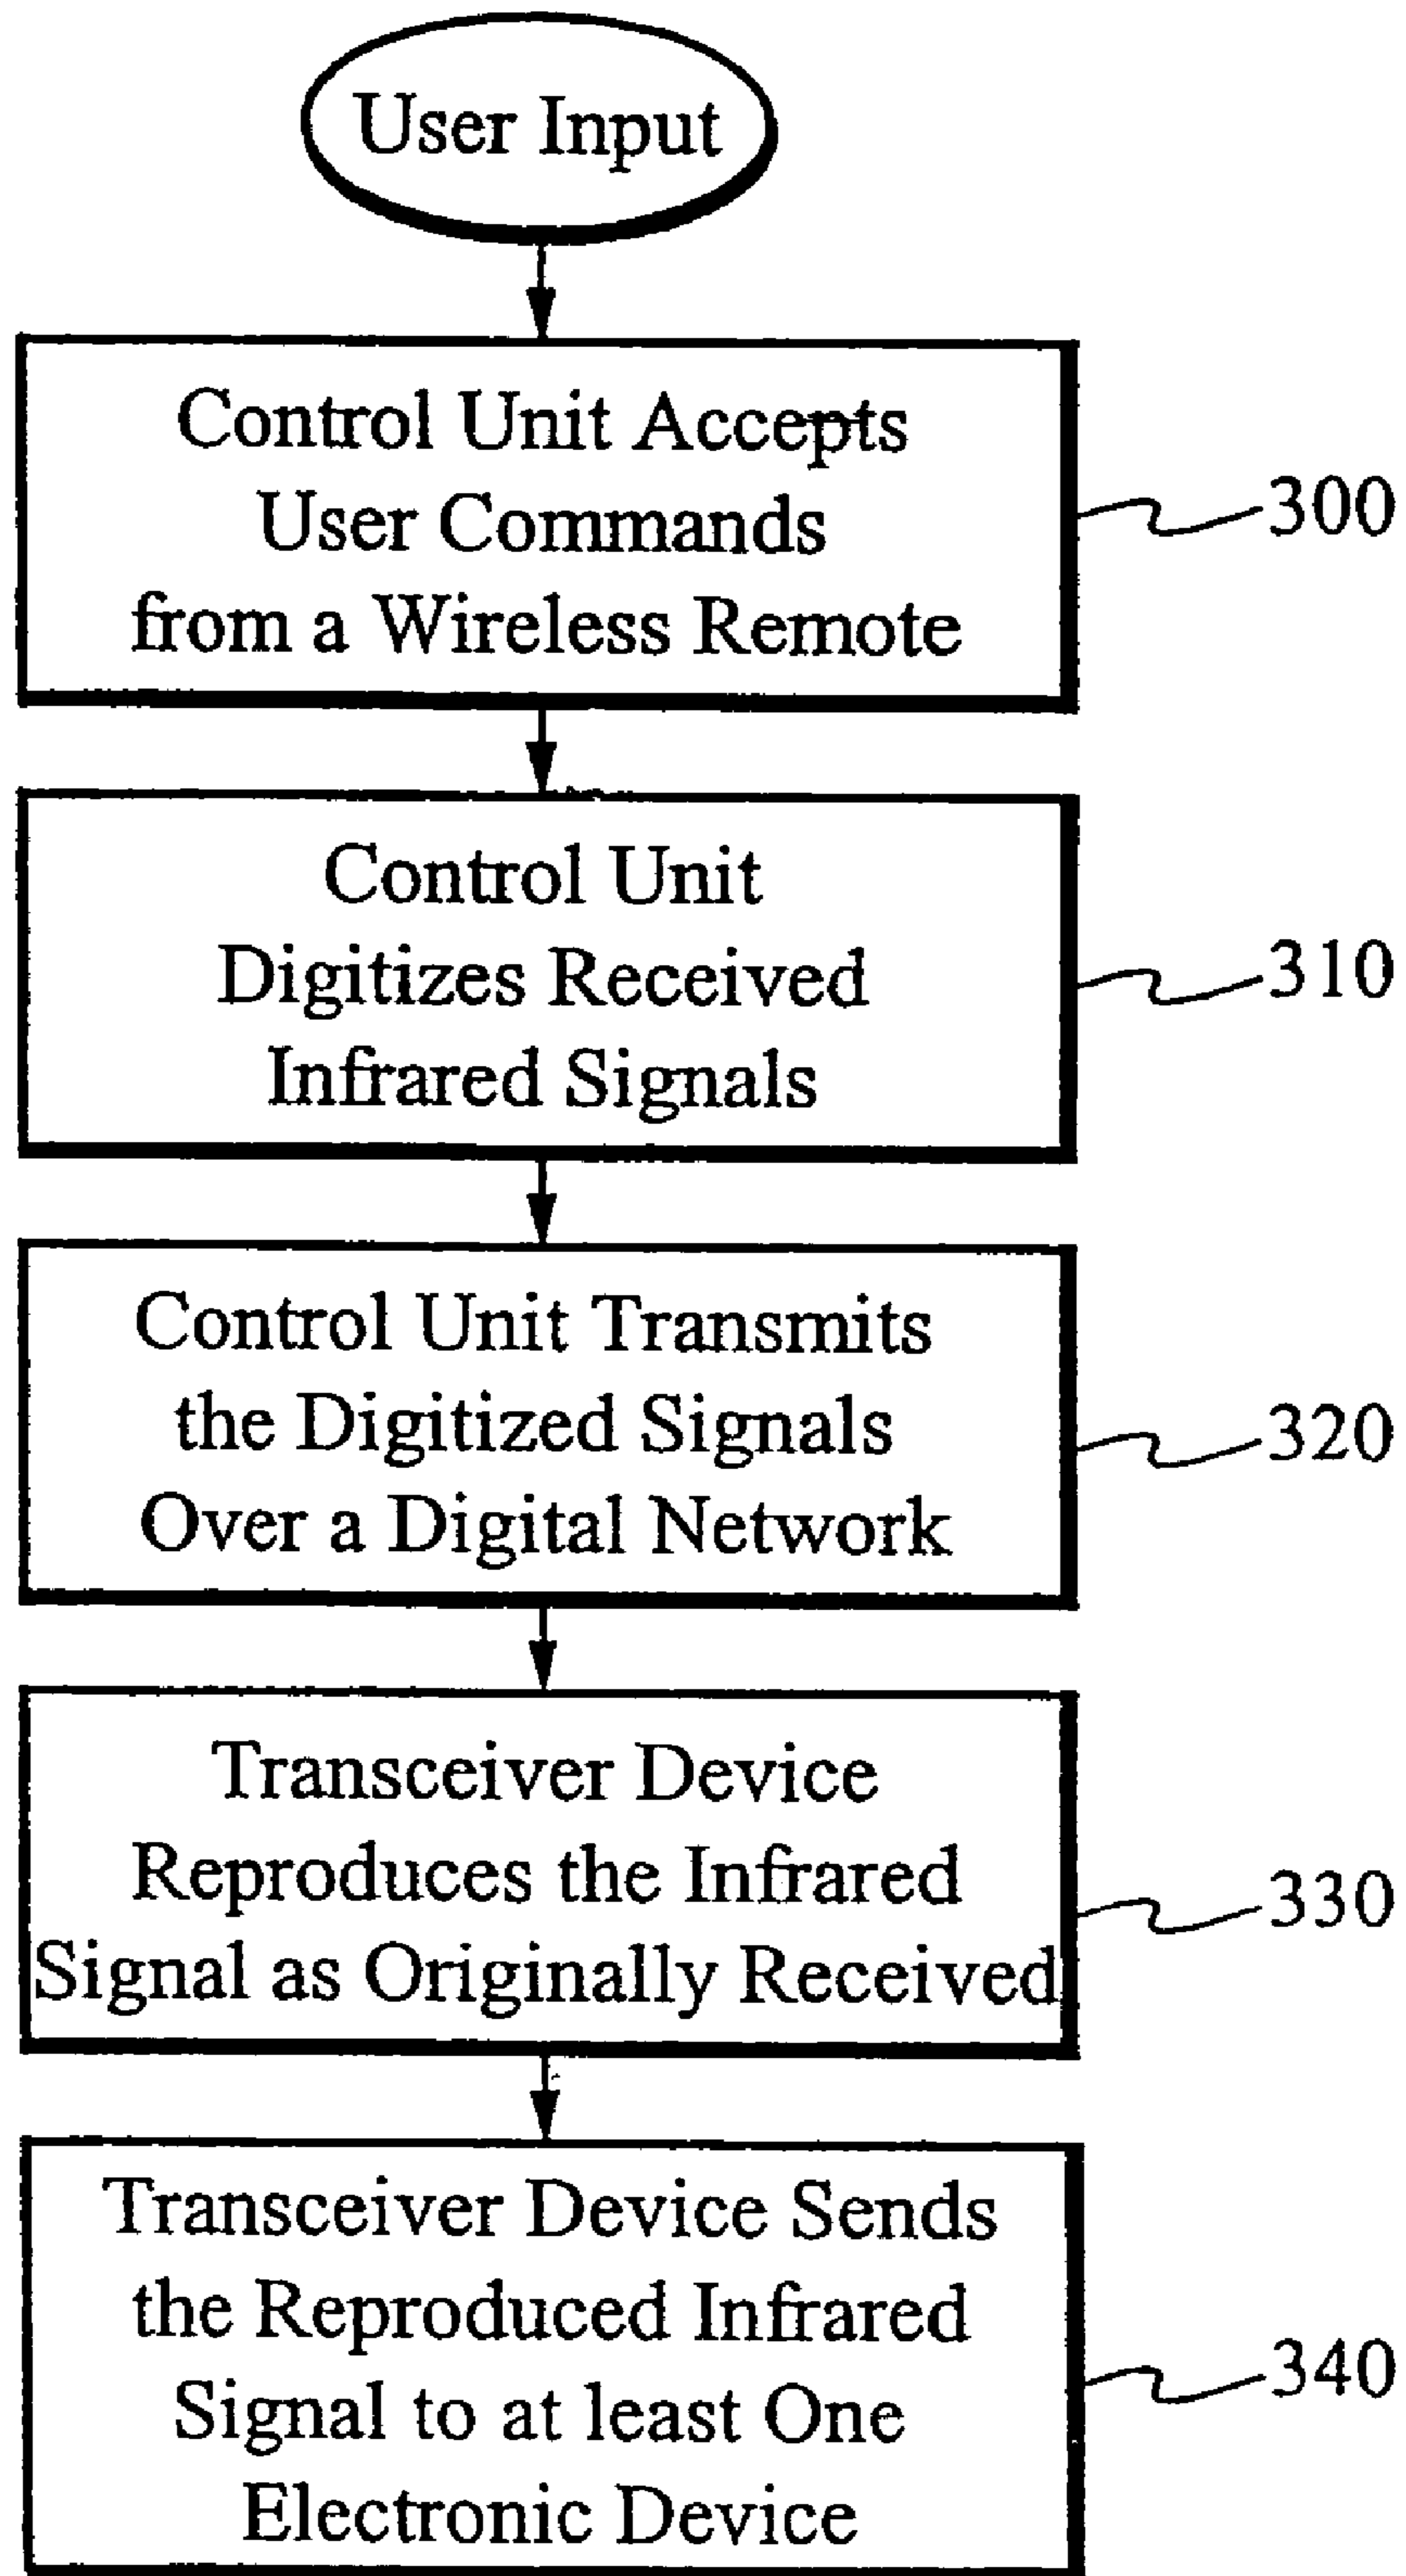 User Input
Control Unit Accepts
User Commands
from a Wireless Remote
300
Control Unit
Digitizes Received
Infrared Signals
310
Control Unit Transmits
the Digitized Signals
Over a Digital Network
320
Transceiver Device
Reproduces the Infrared
Signal as Originally Received
330
Transceiver Device Sends
the Reproduced Infrared
Signal to at least One
Electronic Device
340